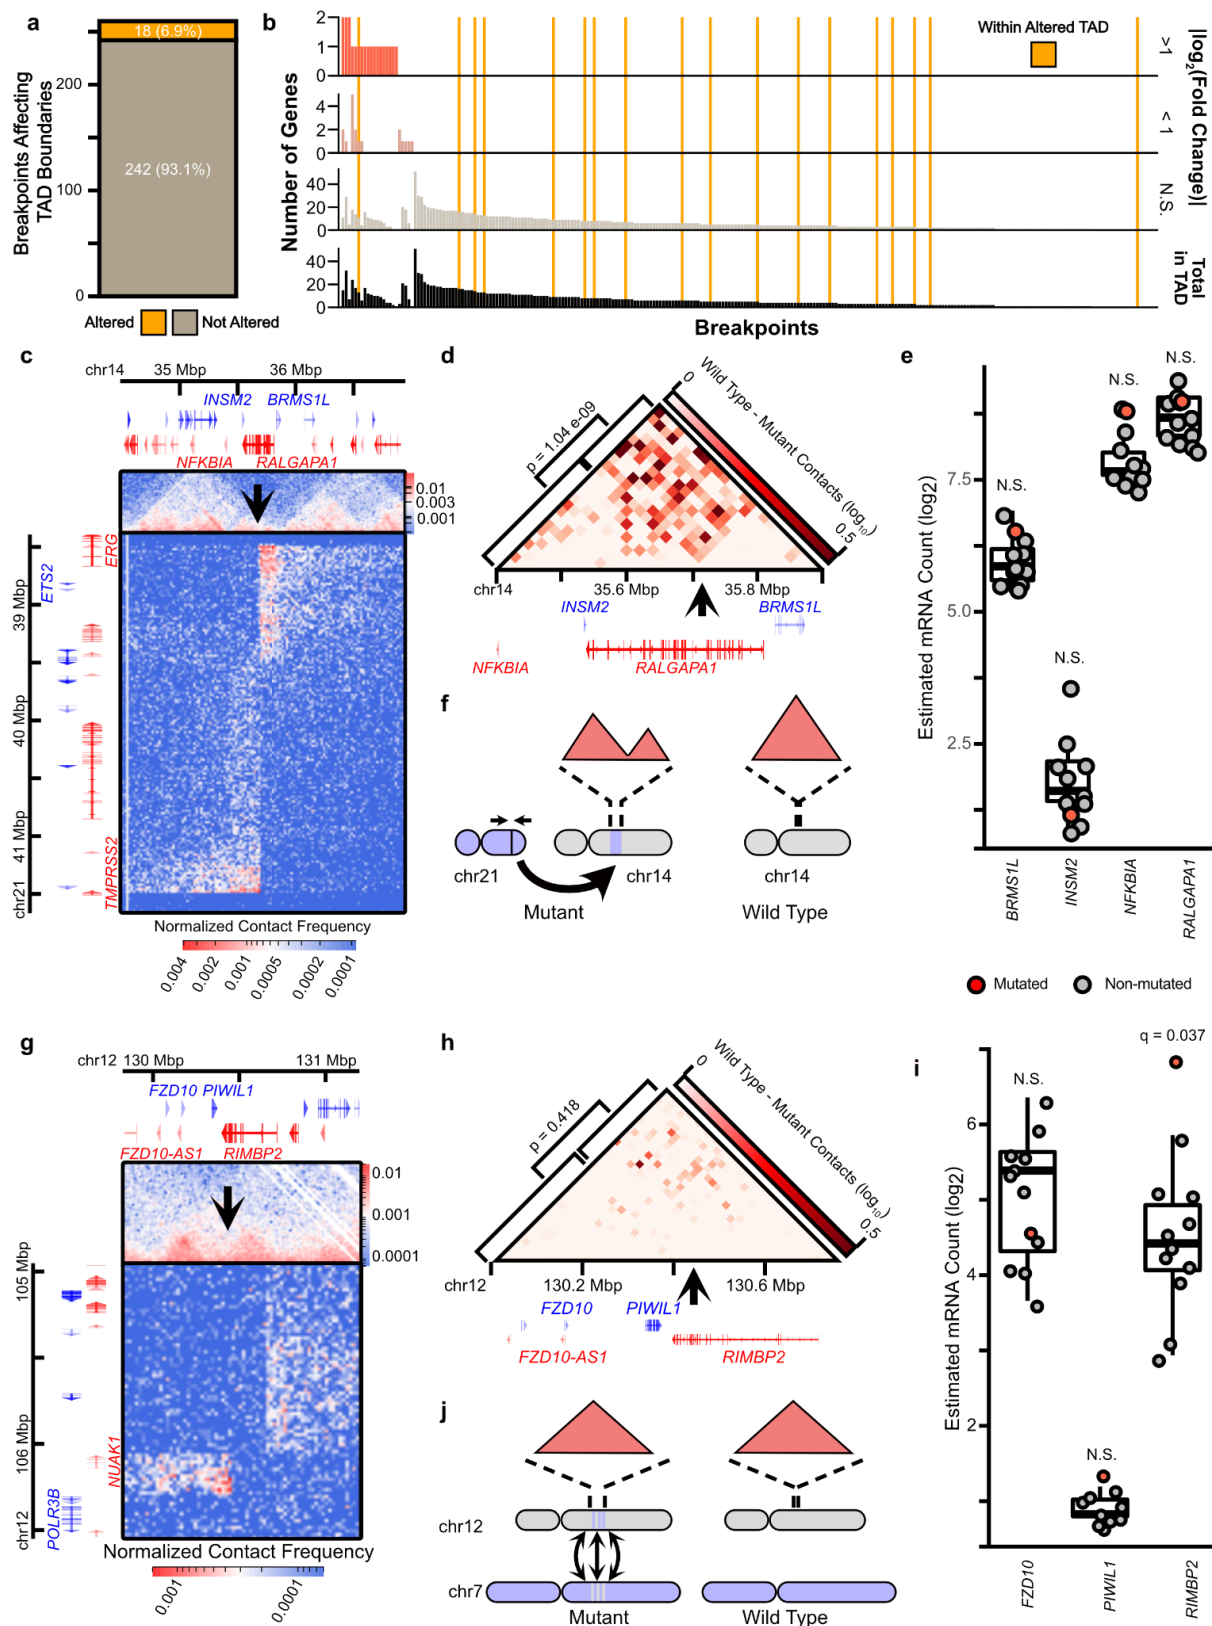 a
18 (6.9%)
242 (93.1%)
200
100
0
Breakpoints Affecting
TAD Boundaries
Altered
Not Altered
b
2
1
0
4
2
0
40
20
0
40
20
0
Number of Genes
Breakpoints
Within Altered TAD
>1
< 1
N.S.
Total
in TAD
|log2(Fold Change)|
c
chr14
35 Mbp
36 Mbp
INSM2
BRMS1L
NFKBIA
RALGAPA1
0.01
0.003
0.001
ERG
ETS2
39 Mbp
40 Mbp
41 Mbp
TMPRSS2
chr21
Normalized Contact Frequency
0.004
0.002
0.001
0.0005
0.0002
0.0001
d
p = 1.04 e-09
0
Wild Type - Mutant Contacts (log10)
0.5
chr14
35.6 Mbp
35.8 Mbp
INSM2
BRMS1L
NFKBIA
RALGAPA1
e
N.S.
N.S.
N.S.
N.S.
7.5
5.0
2.5
Estimated mRNA Count (log2)
BRMS1L
INSM2
NFKBIA
RALGAPA1
Mutated
Non-mutated
f
chr21
chr14
chr14
Mutant
Wild Type
g
chr12
130 Mbp
131 Mbp
FZD10
PIWIL1
FZD10-AS1
RIMBP2
0.01
0.001
0.0001
105 Mbp
106 Mbp
NUAK1
POLR3B
chr12
Normalized Contact Frequency
0.001
0.0001
h
p = 0.418
0
Wild Type - Mutant Contacts (log10)
0.5
chr12
130.2 Mbp
130.6 Mbp
FZD10
PIWIL1
FZD10-AS1
RIMBP2
i
q = 0.037
N.S.
N.S.
6
4
2
Estimated mRNA Count (log2)
FZD10
PIWIL1
RIMBP2
j
chr12
chr7
Mutant
Wild Type